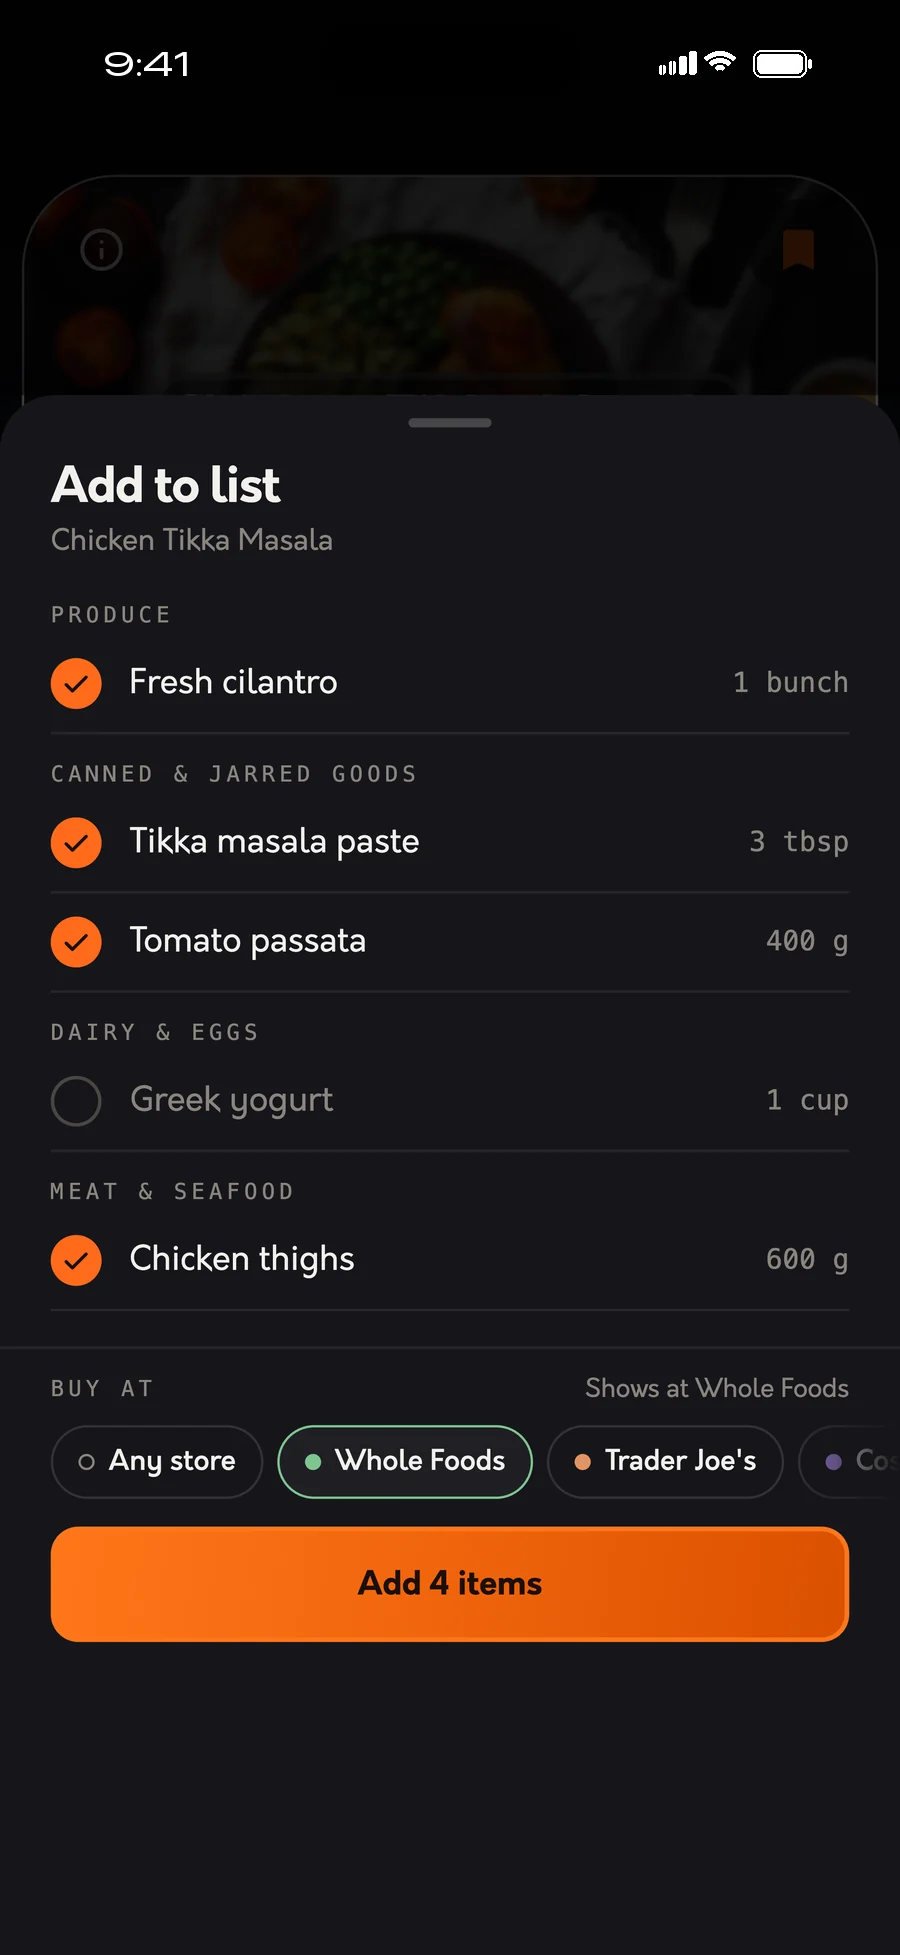 9:41
Add to list
Chicken Tikka Masala
PRODUCE
Fresh cilantro 1 bunch
CANNED & JARRED GOODS
Tikka masala paste 3 tbsp
Tomato passata 400 g
DAIRY & EGGS
Greek yogurt 1 cup
MEAT & SEAFOOD
Chicken thighs 600 g
BUY AT Shows at Whole Foods
Any store Whole Foods Trader Joe's
Add 4 items